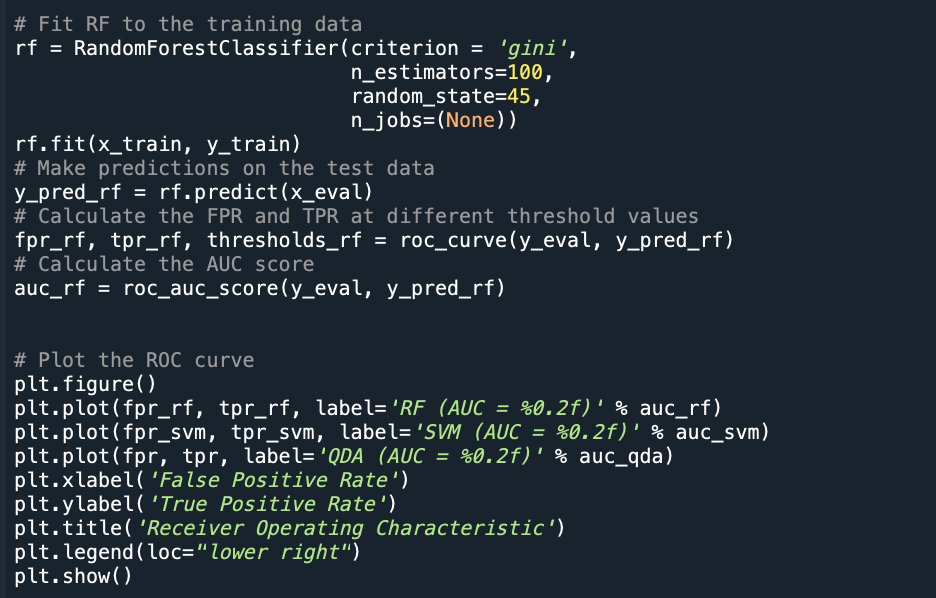 # Fit RF to the training data
rf = RandomForestClassifier(criterion = 'gini',
                            n_estimators=100,
                            random_state=45,
                            n_jobs=(None))
rf.fit(x_train, y_train)
# Make predictions on the test data
y_pred_rf = rf.predict(x_eval)
# Calculate the FPR and TPR at different threshold values
fpr_rf, tpr_rf, thresholds_rf = roc_curve(y_eval, y_pred_rf)
# Calculate the AUC score
auc_rf = roc_auc_score(y_eval, y_pred_rf)
# Plot the ROC curve
plt.figure()
plt.plot(fpr_rf, tpr_rf, label='RF (AUC = %0.2f)' % auc_rf)
plt.plot(fpr_svm, tpr_svm, label='SVM (AUC = %0.2f)' % auc_svm)
plt.plot(fpr, tpr, label='QDA (AUC = %0.2f)' % auc_qda)
plt.xlabel('False Positive Rate')
plt.ylabel('True Positive Rate')
plt.title('Receiver Operating Characteristic')
plt.legend(loc="lower right")
plt.show()